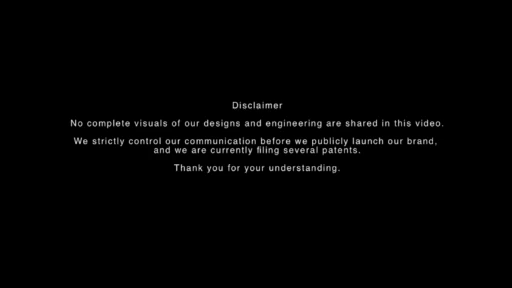 Disclaimer
No complete visuals of our designs and engineering are shared in this video.
We strictly control our communication before we publicly launch our brand,
and we are currently filing several patents.
Thank you for your understanding.